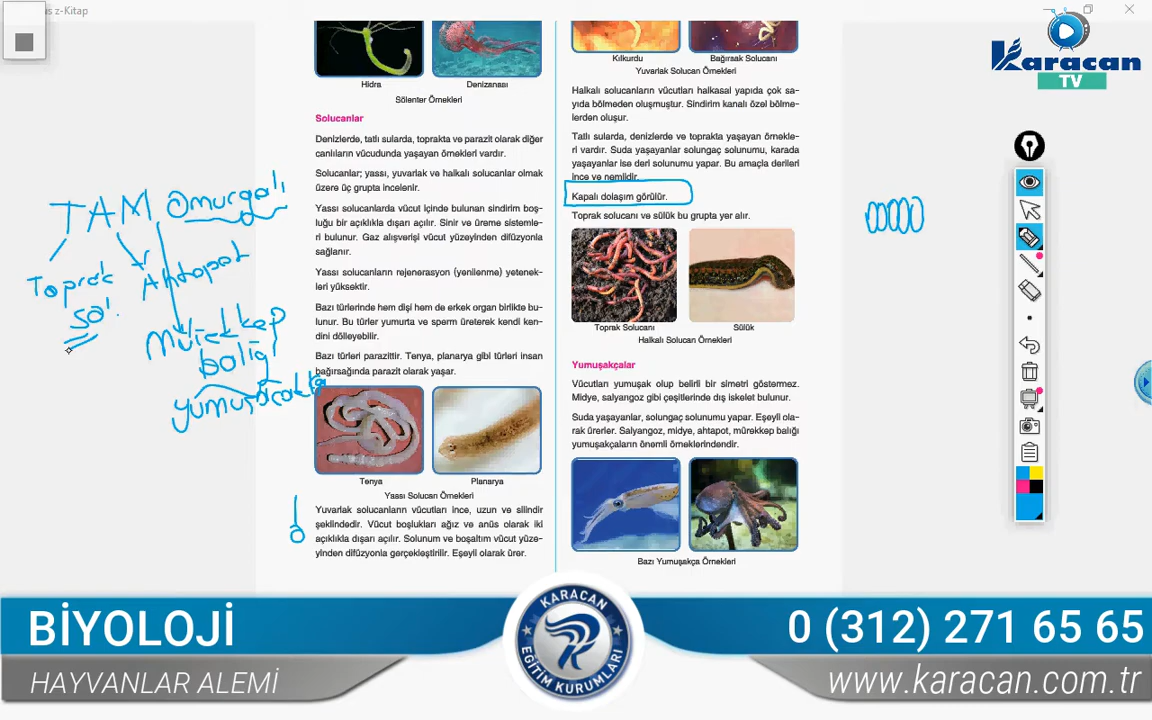 us z-Kitap
Karacan
TV
Hidra
Denizanası
Sölenter Örnekleri
Solucanlar
Denizlerde, tatlı sularda, toprakta ve parazit olarak diğer
canlıların vücudunda yaşayan örnekleri vardır.
Solucanlar; yassı, yuvarlak ve halkalı solucanlar olmak
üzere üç grupta incelenir.
Yassı solucanlarda vücut içinde bulunan sindirim boş-
luğu bir açıklıkla dışarı açılır. Sinir ve üreme sistemle-
ri bulunur. Gaz alışverişi vücut yüzeyinden difüzyonla
sağlanır.
Yassı solucanların rejenerasyon (yenilenme) yetenek-
leri yüksektir.
Bazı türlerinde hem dişi hem de erkek organ birlikte bu-
lunur. Bu türler yumurta ve sperm üreterek kendi ken-
dini dölleyebilir.
Bazı türleri parazittir. Tenya, planarya gibi türleri insan
bağırsağında parazit olarak yaşar.
Tenya
Planarya
Yassı Solucan Örnekleri
Yuvarlak solucanların vücutları ince, uzun ve silindir
şeklindedir. Vücut boşlukları ağız ve anüs olarak iki
açıklıkla dışarı açılır. Solunum ve boşaltım vücut yüze-
yinden difüzyonla gerçekleştirilir. Eşeyli olarak ürer.
Kılkurdu
Bağırsak Solucanı
Yuvarlak Solucan Örnekleri
Halkalı solucanların vücutları halkasal yapıda çok sa-
yıda bölmeden oluşmuştur. Sindirim kanalı özel bölme-
lerden oluşur.
Tatlı sularda, denizlerde ve toprakta yaşayan örnekle-
ri vardır. Suda yaşayanlar solungaç solunumu, karada
yaşayanlar ise deri solunumu yapar. Bu amaçla derileri
ince ve nemlidir.
Kapalı dolaşım görülür.
Toprak solucanı ve sülük bu grupta yer alır.
Toprak Solucanı
Sülük
Halkalı Solucan Örnekleri
Yumuşakçalar
Vücutları yumuşak olup belirli bir simetri göstermez.
Midye, salyangoz gibi çeşitlerinde dış iskelet bulunur.
Suda yaşayanlar, solungaç solunumu yapar. Eşeyli ola-
rak ürerler. Salyangoz, midye, ahtapot, mürekkep balığı
yumuşakçaların önemli örneklerindendir.
Bazı Yumuşakça Örnekleri
TAM omurgalı
Toprak
sol.
Ahtapot
Mürekkep
balığı
BİYOLOJİ
HAYVANLAR ALEMİ
KARACAN
EĞİTİM KURUMLARI
0 (312) 271 65 65
www.karacan.com.tr